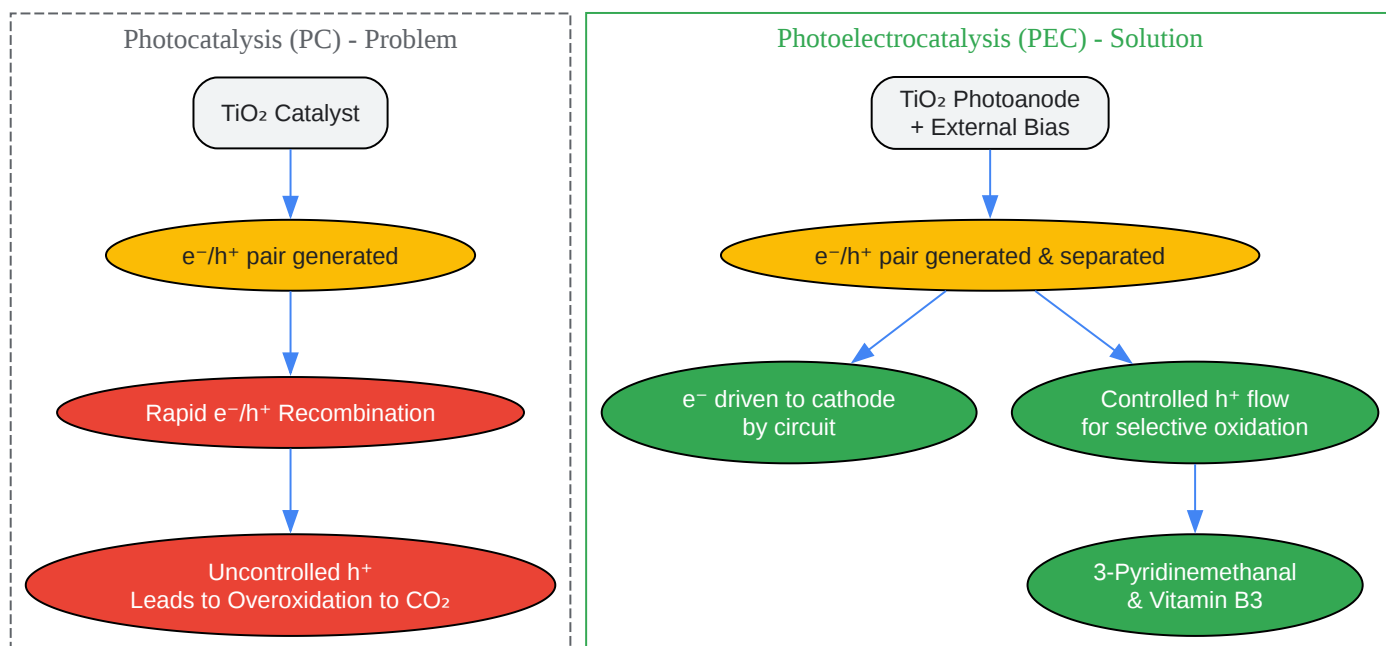 Photocatalysis (PC) - Problem
TiO₂ Catalyst
e⁻/h⁺ pair generated
Rapid e⁻/h⁺ Recombination
Uncontrolled h⁺
Leads to Overoxidation to CO₂
Photoelectrocatalysis (PEC) - Solution
TiO₂ Photoanode
+ External Bias
e⁻/h⁺ pair generated & separated
e⁻ driven to cathode
by circuit
Controlled h⁺ flow
for selective oxidation
3-Pyridinemethanal
& Vitamin B3